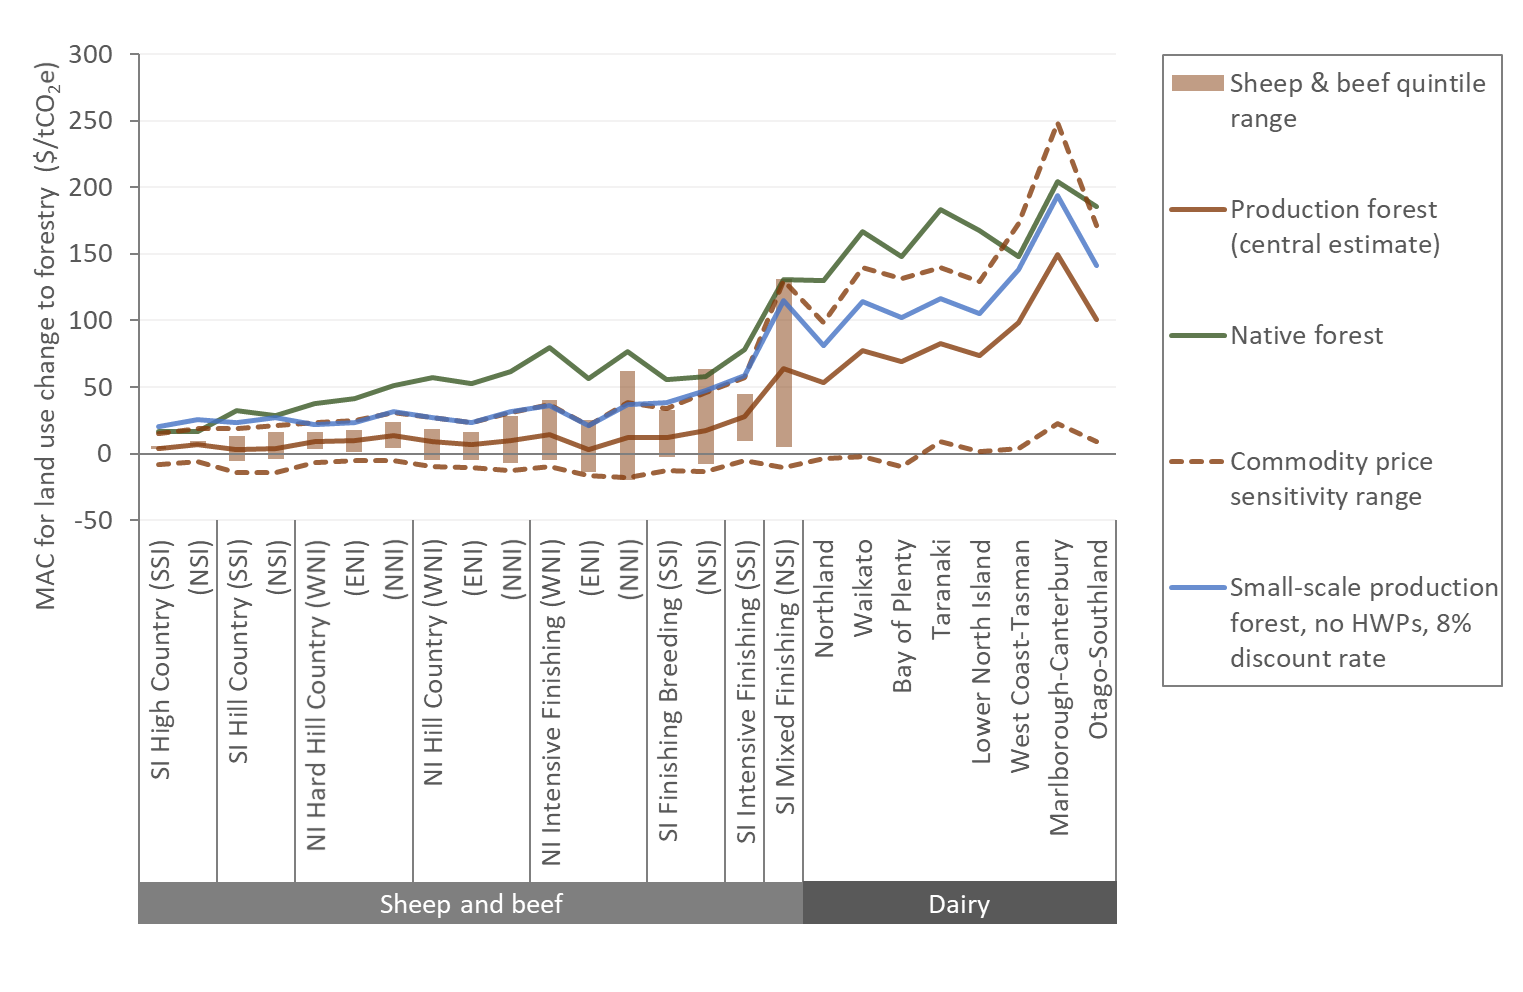 MAC for land use change to forestry ($/tCO₂e)
300
250
200
150
100
50
0
-50
SI High Country (SSI)
(NSI)
SI Hill Country (SSI)
(NSI)
NI Hard Hill Country (WNI)
(ENI)
(NNI)
NI Hill Country (WNI)
(ENI)
(NNI)
NI Intensive Finishing (WNI)
(ENI)
(NNI)
SI Finishing Breeding (SSI)
(NSI)
SI Intensive Finishing (SSI)
SI Mixed Finishing (NSI)
Northland
Waikato
Bay of Plenty
Taranaki
Lower North Island
West Coast-Tasman
Marlborough-Canterbury
Otago-Southland
Sheep and beef
Dairy
Sheep & beef quintile
range
Production forest
(central estimate)
Native forest
Commodity price
sensitivity range
Small-scale production
forest, no HWPs, 8%
discount rate